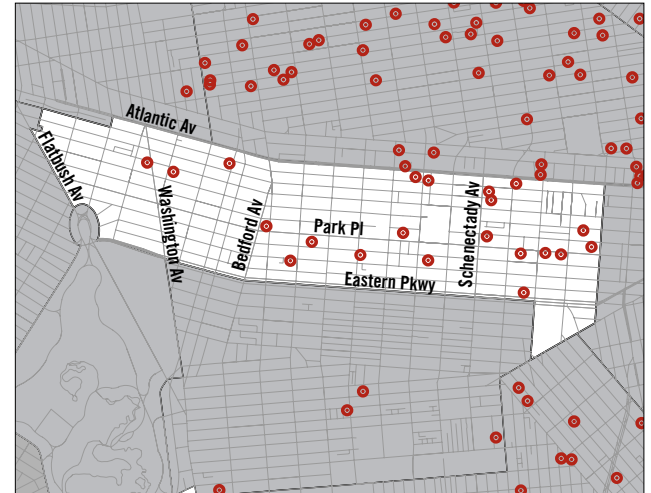 Atlantic Av
Flatbush Av
Washington Av
Bedford Av
Park Pl
Schenectady Av
Eastern Pkwy